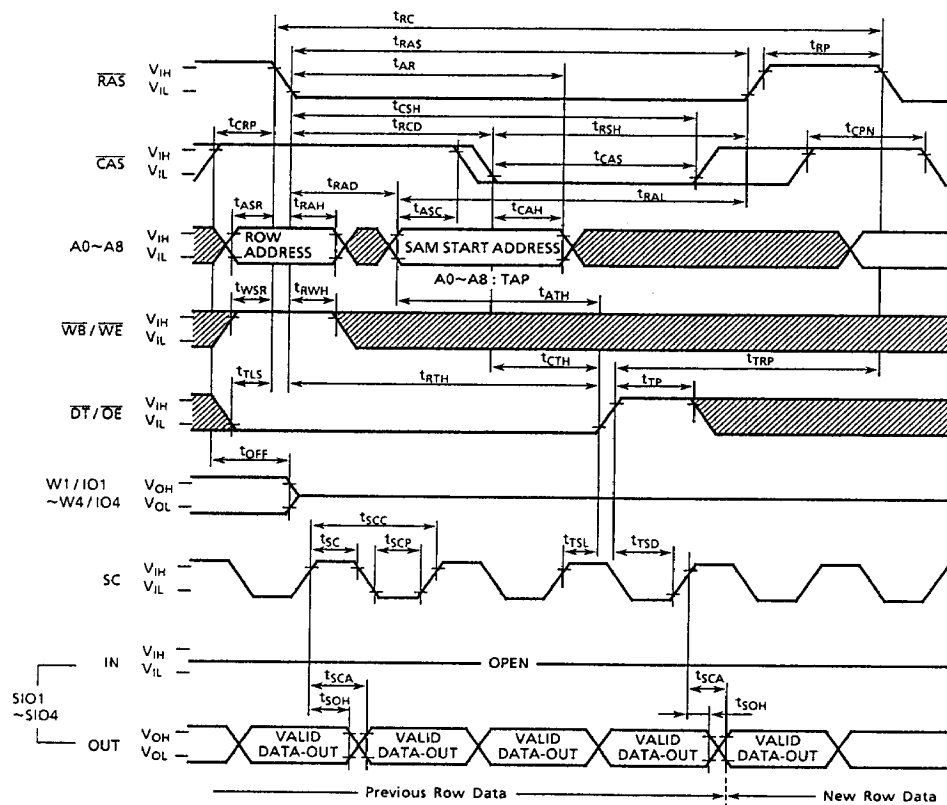 tRC
tRAS
tRP
tAR
RAS
VIH
VIL
tCSH
tCRP
tRCD
tRSH
tCPN
CAS
VIH
VIL
tCAS
tRAD
tRAL
tASR
tRAH
tASC
tCAH
A0~A8
VIH
VIL
ROW
ADDRESS
SAM START ADDRESS
A0~A8 : TAP
tWSR
tRWH
tATH
WB / WE
VIH
VIL
tCTH
tTRP
tTLS
tRTH
tTP
DT / OE
VIH
VIL
tOFF
W1 / IO1
~W4 / IO4
VOH
VOL
tSCC
tSC
tSCP
tTSL
tTSD
SC
VIH
VIL
IN
VIH
VIL
OPEN
SIO1
~SIO4
tSCA
tSOH
tSCA
tSOH
OUT
VOH
VOL
VALID
DATA-OUT
VALID
DATA-OUT
VALID
DATA-OUT
VALID
DATA-OUT
VALID
DATA-OUT
Previous Row Data
New Row Data